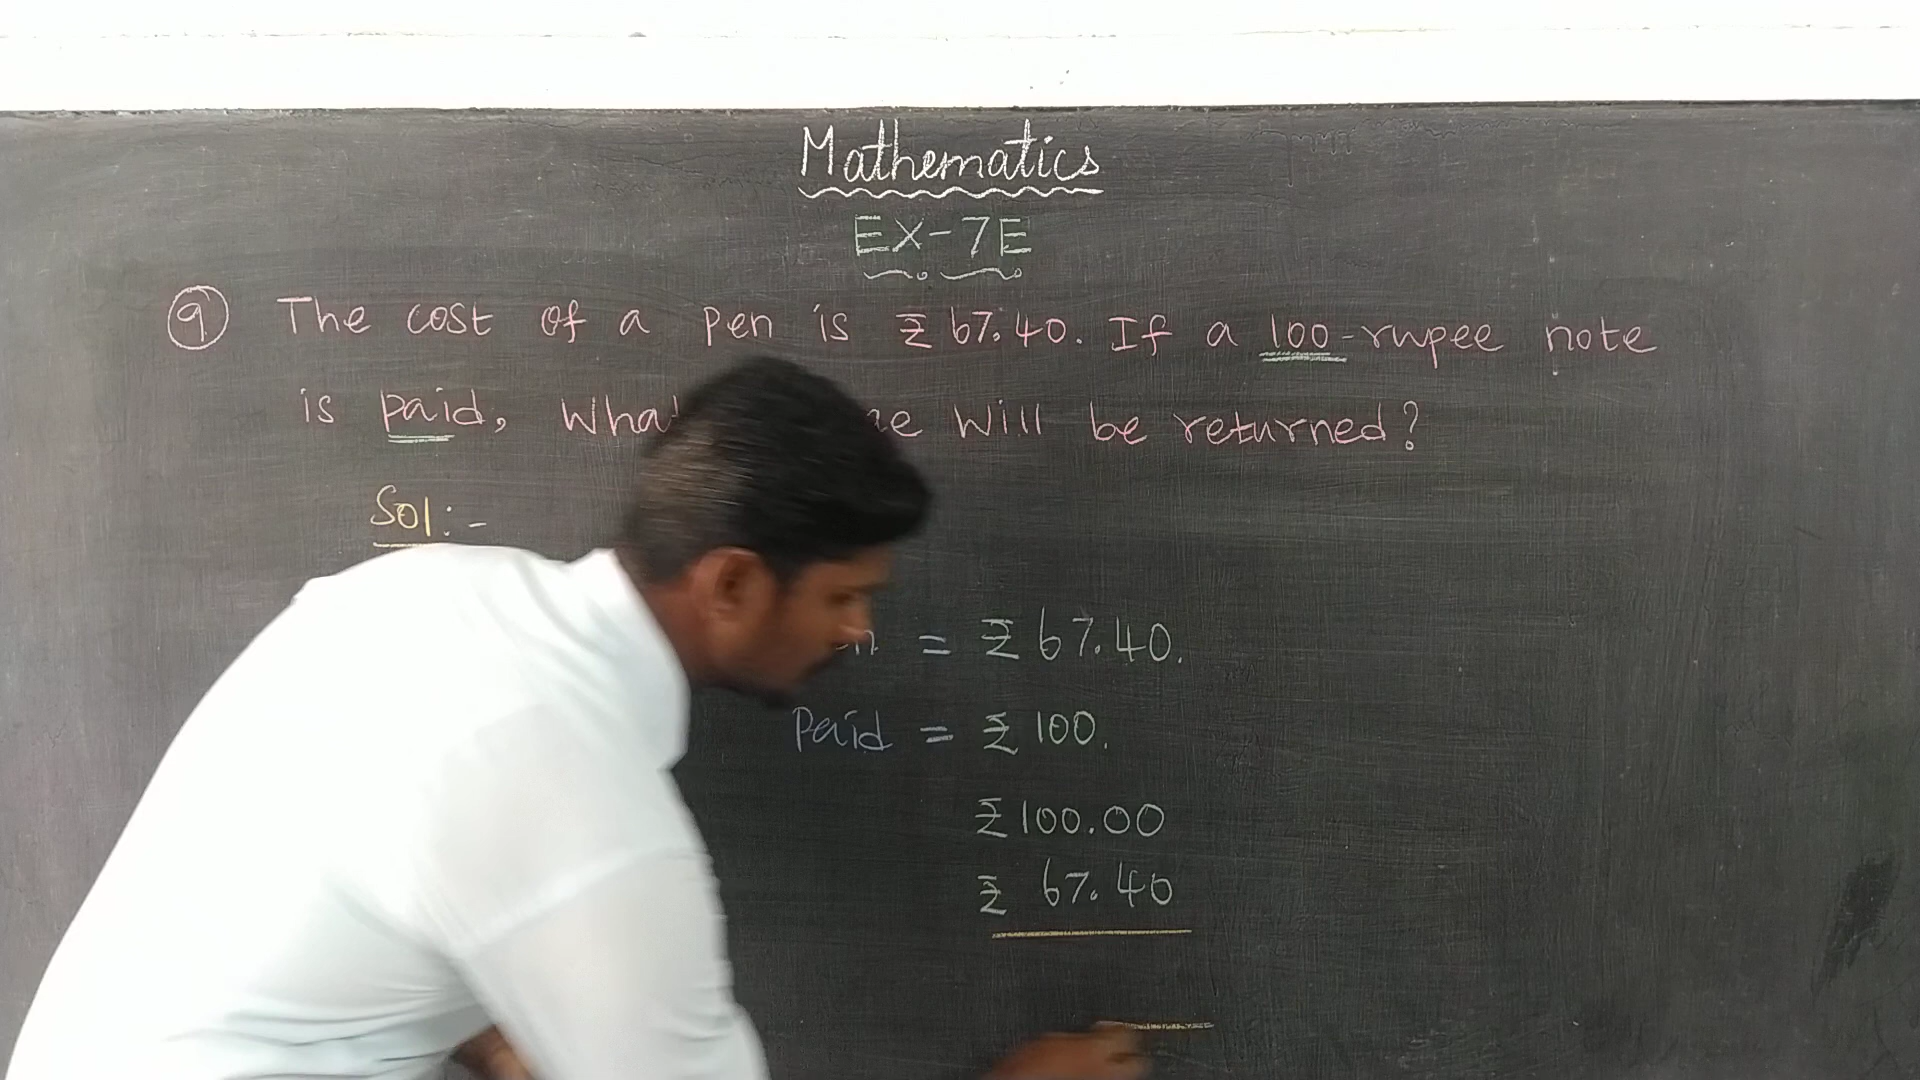 Mathematics
EX-7E
9 The cost of a pen is ₹67.40. If a 100-rupee note
is paid, will be returned?
Sol:-
= ₹67.40.
Paid = ₹100.
₹100.00
₹ 67.40